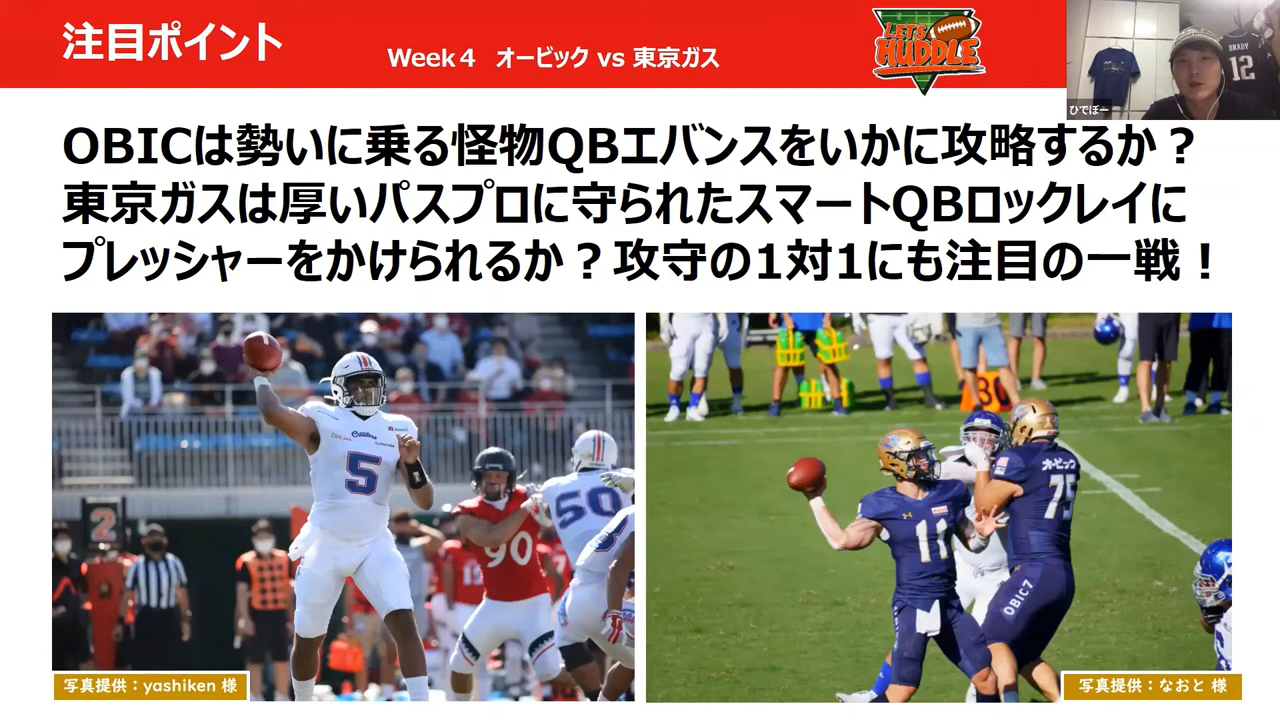 注目ポイント
Week４ オービック vs 東京ガス
LET'S
HUDDLE
BRADY
12
ひでぼー
OBICは勢いに乗る怪物QBエバンスをいかに攻略するか？
東京ガスは厚いパスプロに守られたスマートQBロックレイに
プレッシャーをかけられるか？攻守の1対1にも注目の一戦！
2
5
90
50
30
オービック
11
75
OBIC7
写真提供：yashiken 様
写真提供：なおと 様